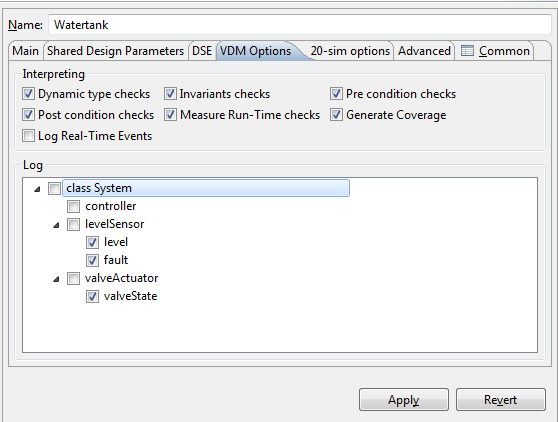 Name: Watertank
Main Shared Design Parameters DSE VDM Options 20-sim options Advanced Common
Interpreting
Dynamic type checks Invariants checks Pre condition checks
Post condition checks Measure Run-Time checks Generate Coverage
Log Real-Time Events
Log
class System
controller
levelSensor
level
fault
valveActuator
valveState
Apply Revert